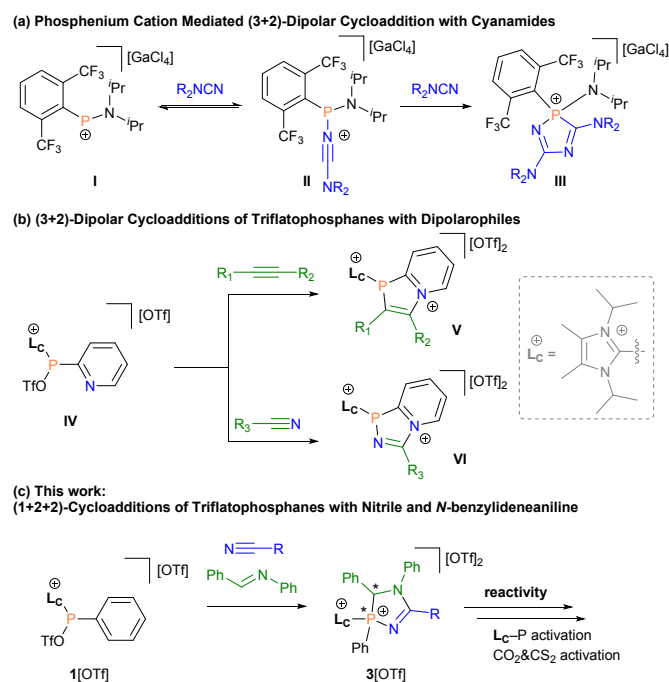 (a) Phosphenium Cation Mediated (3+2)-Dipolar Cycloaddition with Cyanamides
CF3 [GaCl4] iPr N iPr P ⊕ CF3
R2NCN
CF3 [GaCl4] iPr N iPr P CF3 N ⊕ NR2
R2NCN
CF3 [GaCl4] iPr N iPr ⊕ P F3C N NR2 N R2N
I II III
(b) (3+2)-Dipolar Cycloadditions of Triflatophosphanes with Dipolarophiles
[OTf] ⊕ LC P TfO N
IV
R1 R2
[OTf]2 ⊕ LC P N ⊕ R1 R2
V
R3 N
[OTf]2 ⊕ LC P N ⊕ N R3
VI
⊕ LC = N ⊕ N
(c) This work:
(1+2+2)-Cycloadditions of Triflatophosphanes with Nitrile and N-benzylideneaniline
[OTf] ⊕ LC P TfO
1[OTf]
N R
Ph N Ph
[OTf]2 Ph Ph * N ⊕ LC * P ⊕ N R Ph
3[OTf]
reactivity
LC–P activation
CO2&CS2 activation